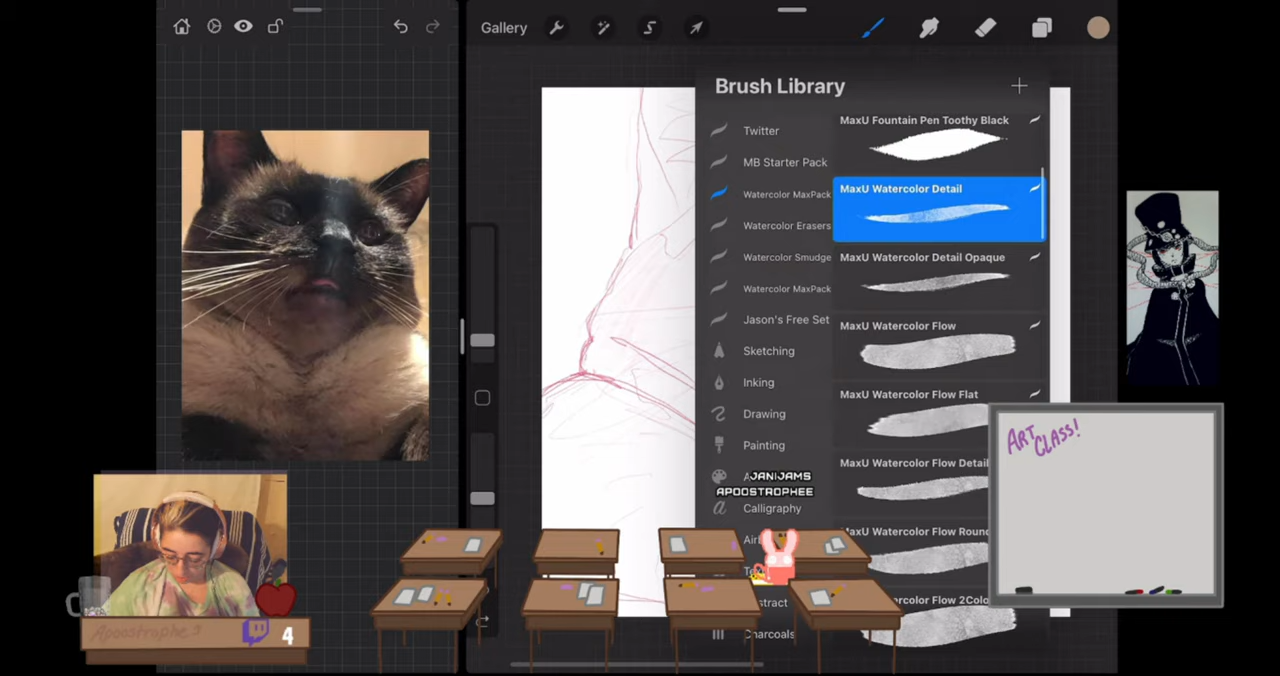 Gallery
Brush Library
Twitter
MB Starter Pack
Watercolor MaxPack
Watercolor Erasers
Watercolor Smudge
Watercolor MaxPack
Jason's Free Set
Sketching
Inking
Drawing
Painting
Calligraphy
Charcoals
MaxU Fountain Pen Toothy Black
MaxU Watercolor Detail
MaxU Watercolor Detail Opaque
MaxU Watercolor Flow
MaxU Watercolor Flow Flat
MaxU Watercolor Flow Detail
MaxU Watercolor Flow Round
JANIJAMS
APOOSTROPHEE
ART
CLASS!
4